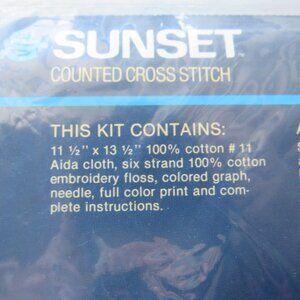 SUNSET™
COUNTED CROSS STITCH
THIS KIT CONTAINS:
11 ½" x 13 ½" 100% cotton # 11
Aida cloth, six strand 100% cotton
embroidery floss, colored graph,
needle, full color print and com-
plete instructions.